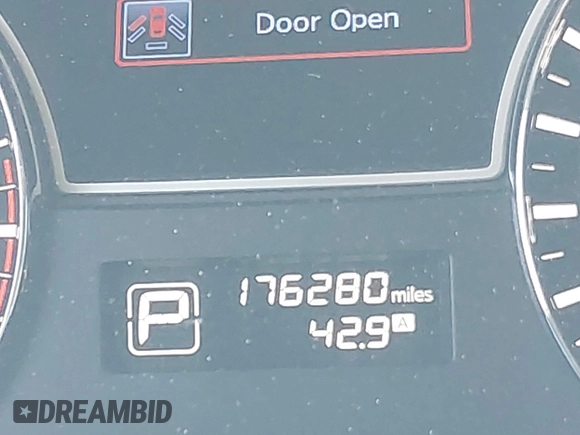 Door Open
176280 miles
P
42.9 A
DREAMBID